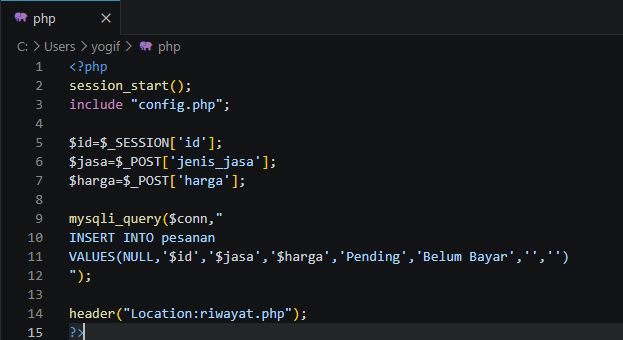 php
C: > Users > yogif > php
1 <?php
2 session_start();
3 include "config.php";
4
5 $id=$_SESSION['id'];
6 $jasa=$_POST['jenis_jasa'];
7 $harga=$_POST['harga'];
8
9 mysqli_query($conn,"
10 INSERT INTO pesanan
11 VALUES(NULL,'$id','$jasa','$harga','Pending','Belum Bayar','','')
12 ");
13
14 header("Location:riwayat.php");
15 ?>